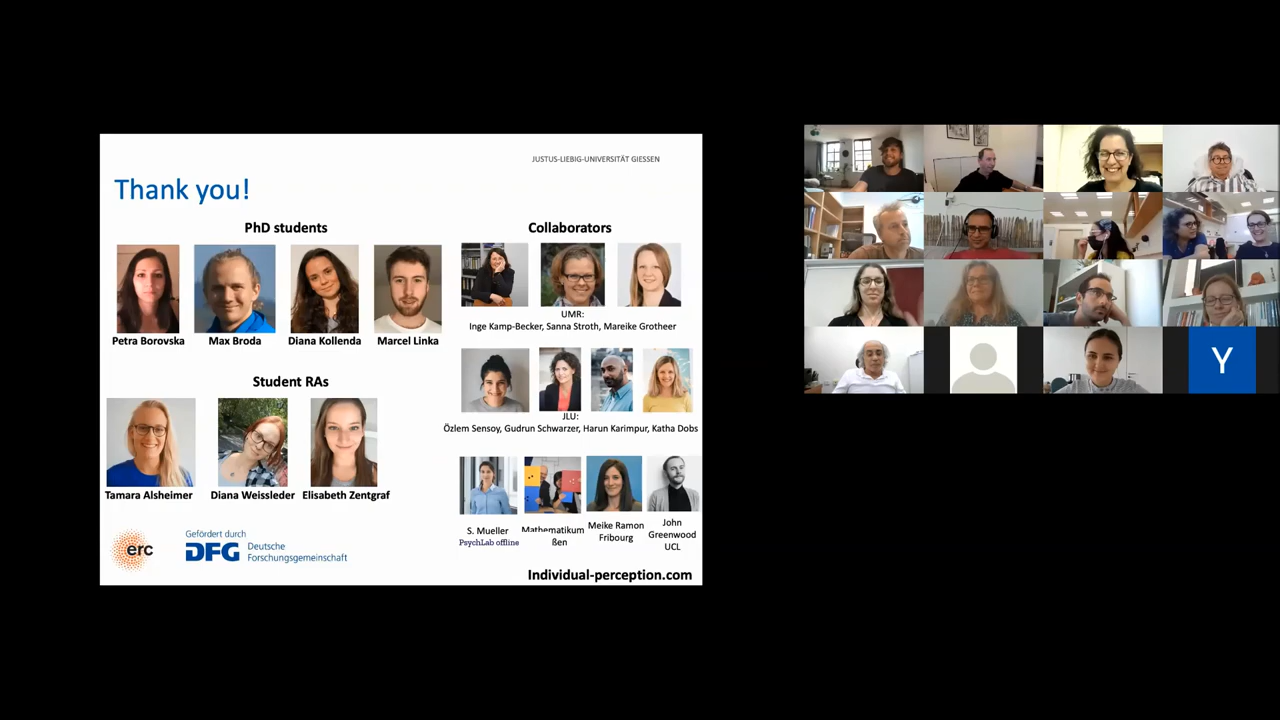 JUSTUS-LIEBIG-UNIVERSITÄT GIESSEN
Thank you!
PhD students
Petra Borovska
Max Broda
Diana Kollenda
Marcel Linka
Student RAs
Tamara Alsheimer
Diana Weissleder
Elisabeth Zentgraf
erc
Gefördert durch
DFG Deutsche
Forschungsgemeinschaft
Collaborators
UMR:
Inge Kamp-Becker, Sanna Stroth, Mareike Grotheer
JLU:
Özlem Sensoy, Gudrun Schwarzer, Harun Karimpur, Katha Dobs
S. Mueller
PsychLab offline
Mathematikum
ßen
Meike Ramon
Fribourg
John
Greenwood
UCL
Individual-perception.com
Y